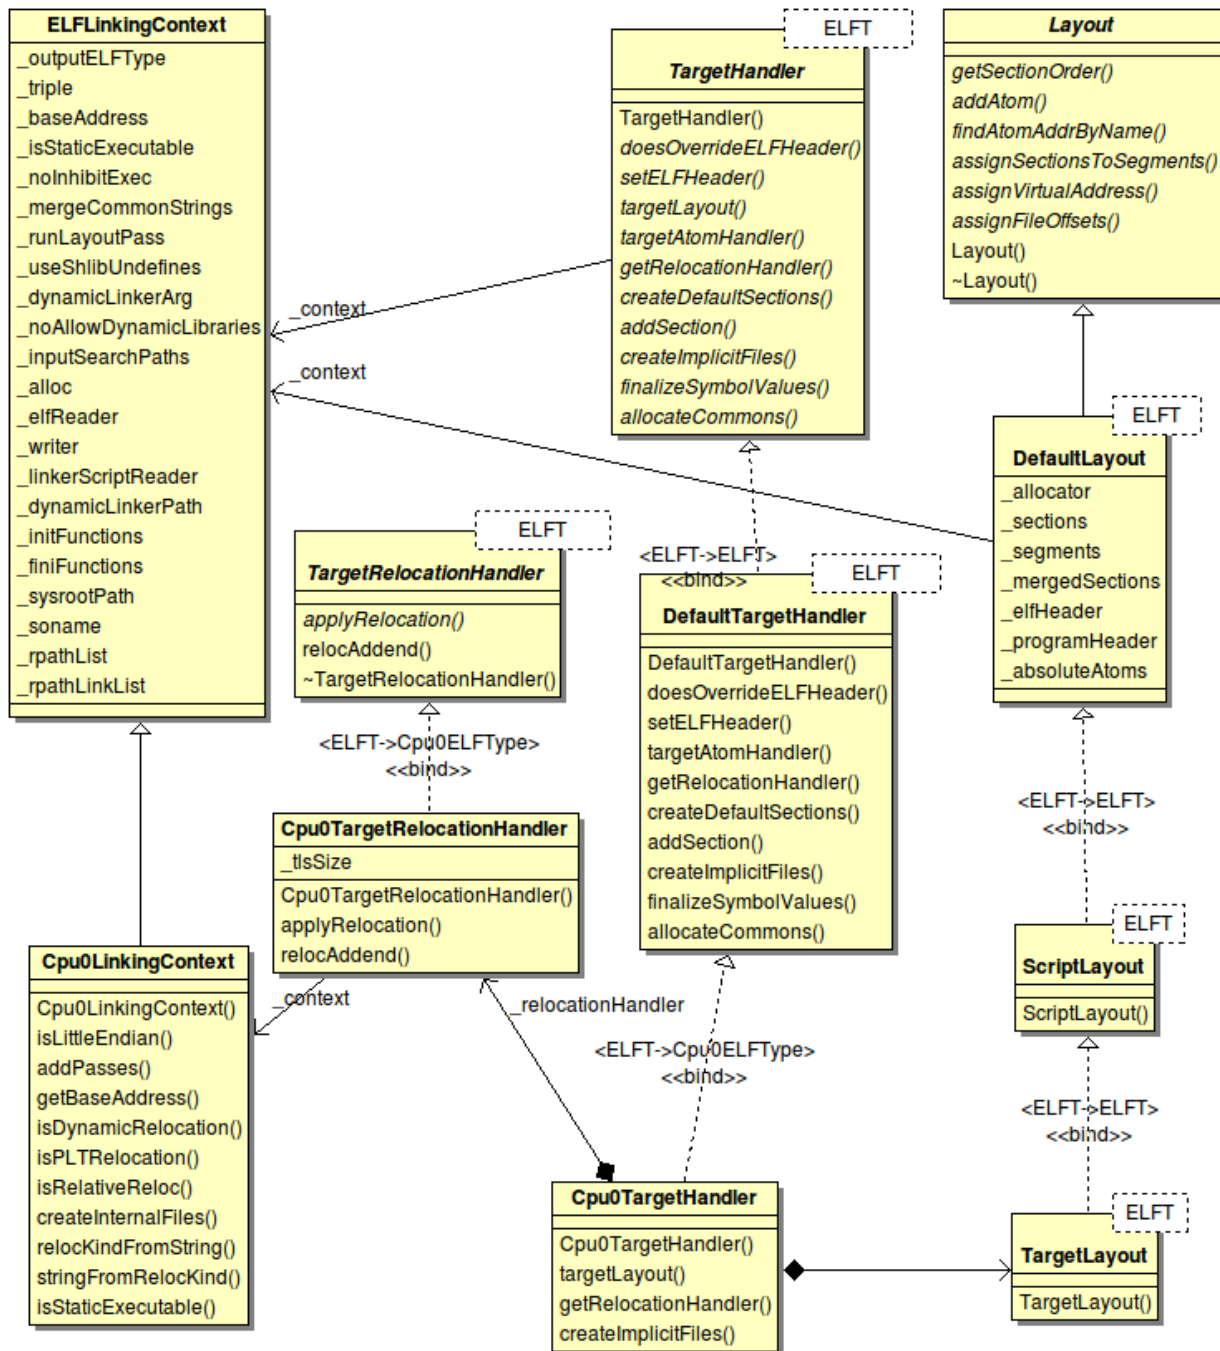 ELFLinkingContext
_outputELFType
_triple
_baseAddress
_isStaticExecutable
_noInhibitExec
_mergeCommonStrings
_runLayoutPass
_useShlibUndefines
_dynamicLinkerArg
_noAllowDynamicLibraries
_inputSearchPaths
_alloc
_elfReader
_writer
_linkerScriptReader
_dynamicLinkerPath
_initFunctions
_finiFunctions
_sysrootPath
_soname
_rpathList
_rpathLinkList
ELFT
TargetHandler
TargetHandler()
doesOverrideELFHeader()
setELFHeader()
targetLayout()
targetAtomHandler()
getRelocationHandler()
createDefaultSections()
addSection()
createImplicitFiles()
finalizeSymbolValues()
allocateCommons()
Layout
getSectionOrder()
addAtom()
findAtomAddrByName()
assignSectionsToSegments()
assignVirtualAddress()
assignFileOffsets()
Layout()
~Layout()
_context
_context
ELFT
DefaultLayout
_allocator
_sections
_segments
_mergedSections
_elfHeader
_programHeader
_absoluteAtoms
ELFT
TargetRelocationHandler
applyRelocation()
relocAddend()
~TargetRelocationHandler()
<ELFT->ELFT>
<<bind>>
ELFT
DefaultTargetHandler
DefaultTargetHandler()
doesOverrideELFHeader()
setELFHeader()
targetAtomHandler()
getRelocationHandler()
createDefaultSections()
addSection()
createImplicitFiles()
finalizeSymbolValues()
allocateCommons()
<ELFT->Cpu0ELFType>
<<bind>>
Cpu0TargetRelocationHandler
_tlsSize
Cpu0TargetRelocationHandler()
applyRelocation()
relocAddend()
<ELFT->ELFT>
<<bind>>
ELFT
ScriptLayout
ScriptLayout()
Cpu0LinkingContext
Cpu0LinkingContext()
isLittleEndian()
addPasses()
getBaseAddress()
isDynamicRelocation()
isPLTRelocation()
isRelativeReloc()
createInternalFiles()
relocKindFromString()
stringFromRelocKind()
isStaticExecutable()
_context
_relocationHandler
<ELFT->Cpu0ELFType>
<<bind>>
<ELFT->ELFT>
<<bind>>
Cpu0TargetHandler
Cpu0TargetHandler()
targetLayout()
getRelocationHandler()
createImplicitFiles()
ELFT
TargetLayout
TargetLayout()